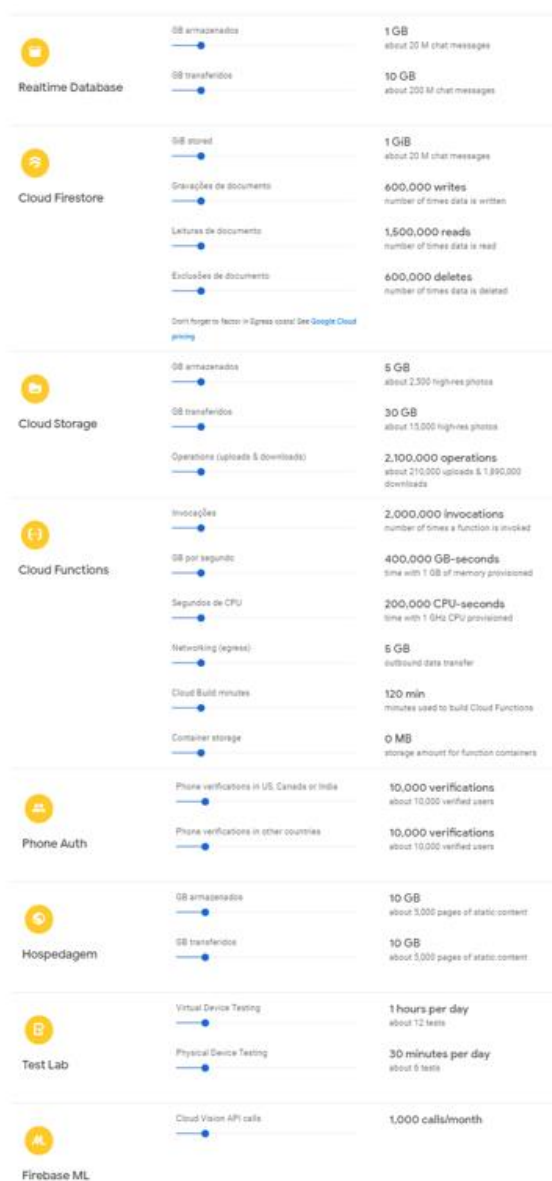 GB armazenados
1 GB
about 20 M chat messages
Realtime Database
GB transferidos
10 GB
about 200 M chat messages
GiB stored
1 GiB
about 20 M chat messages
Cloud Firestore
Gravações de documento
600,000 writes
number of times data is written
Leituras de documento
1,500,000 reads
number of times data is read
Exclusões de documento
600,000 deletes
number of times data is deleted
Don't forget to factor in Egress costs! See Google Cloud
pricing
GB armazenados
5 GB
about 2,500 high-res photos
Cloud Storage
GB transferidos
30 GB
about 15,000 high-res photos
Operations (uploads & downloads)
2,100,000 operations
about 210,000 uploads & 1,890,000
downloads
Invocações
2,000,000 invocations
number of times a function is invoked
Cloud Functions
GB por segundo
400,000 GB-seconds
time with 1 GB of memory provisioned
Segundos de CPU
200,000 CPU-seconds
time with 1 GHz CPU provisioned
Networking (egress)
5 GB
outbound data transfer
Cloud Build minutes
120 min
minutes used to build Cloud Functions
Container storage
0 MB
storage amount for function containers
Phone verifications in US, Canada or India
10,000 verifications
about 10,000 verified users
Phone Auth
Phone verifications in other countries
10,000 verifications
about 10,000 verified users
GB armazenados
10 GB
about 5,000 pages of static content
Hospedagem
GB transferidos
10 GB
about 5,000 pages of static content
Virtual Device Testing
1 hours per day
about 12 tests
Test Lab
Physical Device Testing
30 minutes per day
about 6 tests
Cloud Vision API calls
1,000 calls/month
Firebase ML